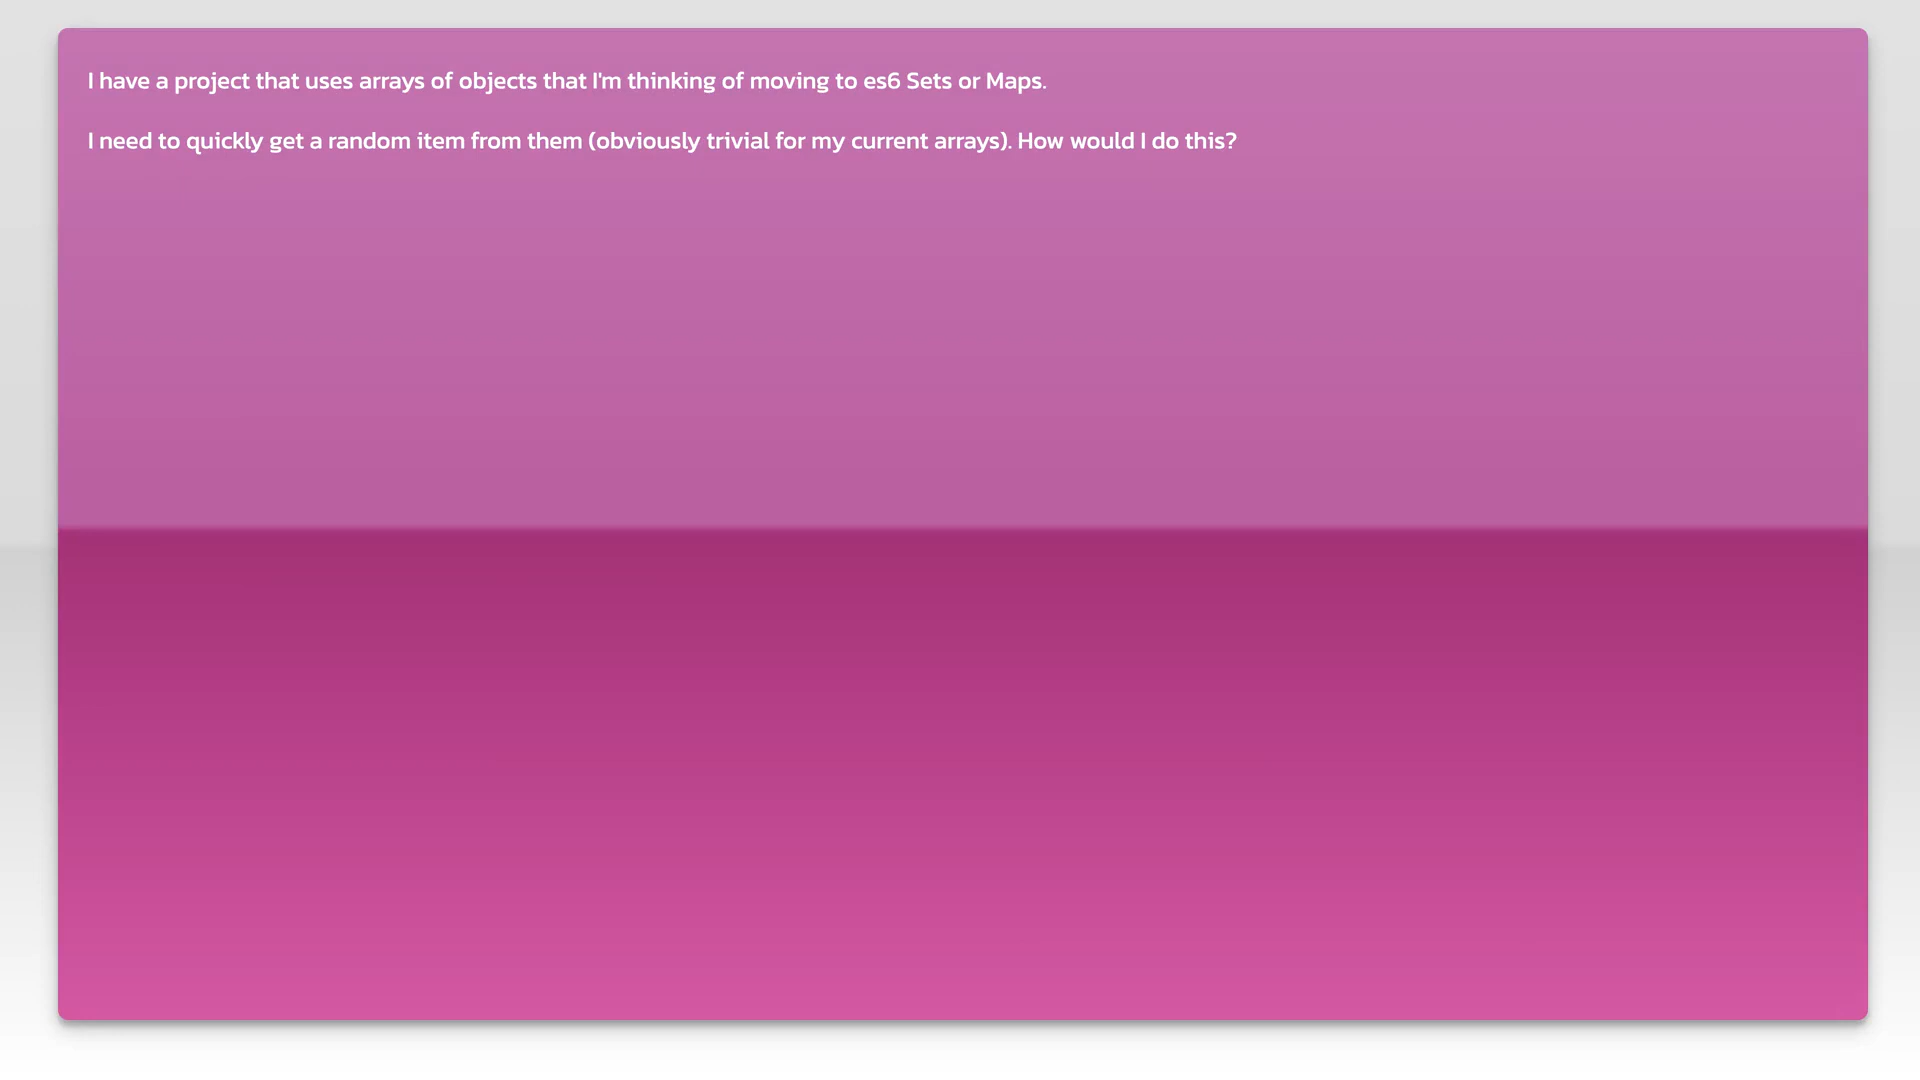 I have a project that uses arrays of objects that I'm thinking of moving to es6 Sets or Maps.
I need to quickly get a random item from them (obviously trivial for my current arrays). How would I do this?